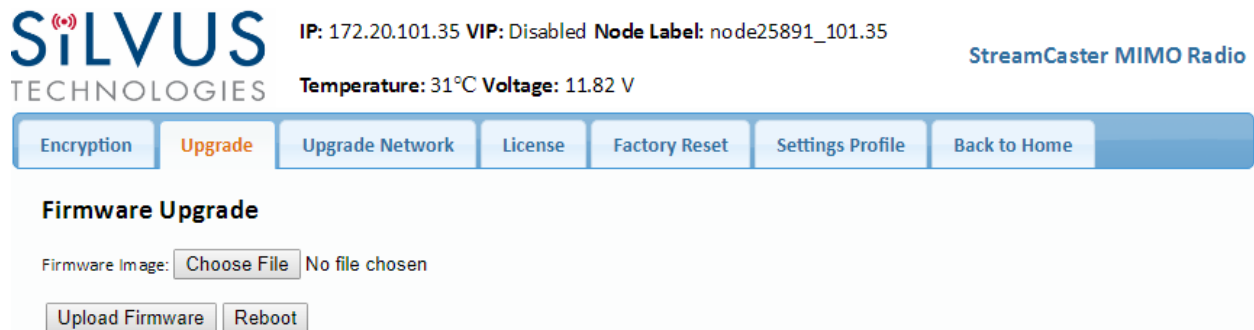 SiLVUS
TECHNOLOGIES
IP: 172.20.101.35 VIP: Disabled Node Label: node25891_101.35
Temperature: 31°C Voltage: 11.82 V
StreamCaster MIMO Radio
Encryption Upgrade Upgrade Network License Factory Reset Settings Profile Back to Home
Firmware Upgrade
Firmware Image: Choose File No file chosen
Upload Firmware Reboot